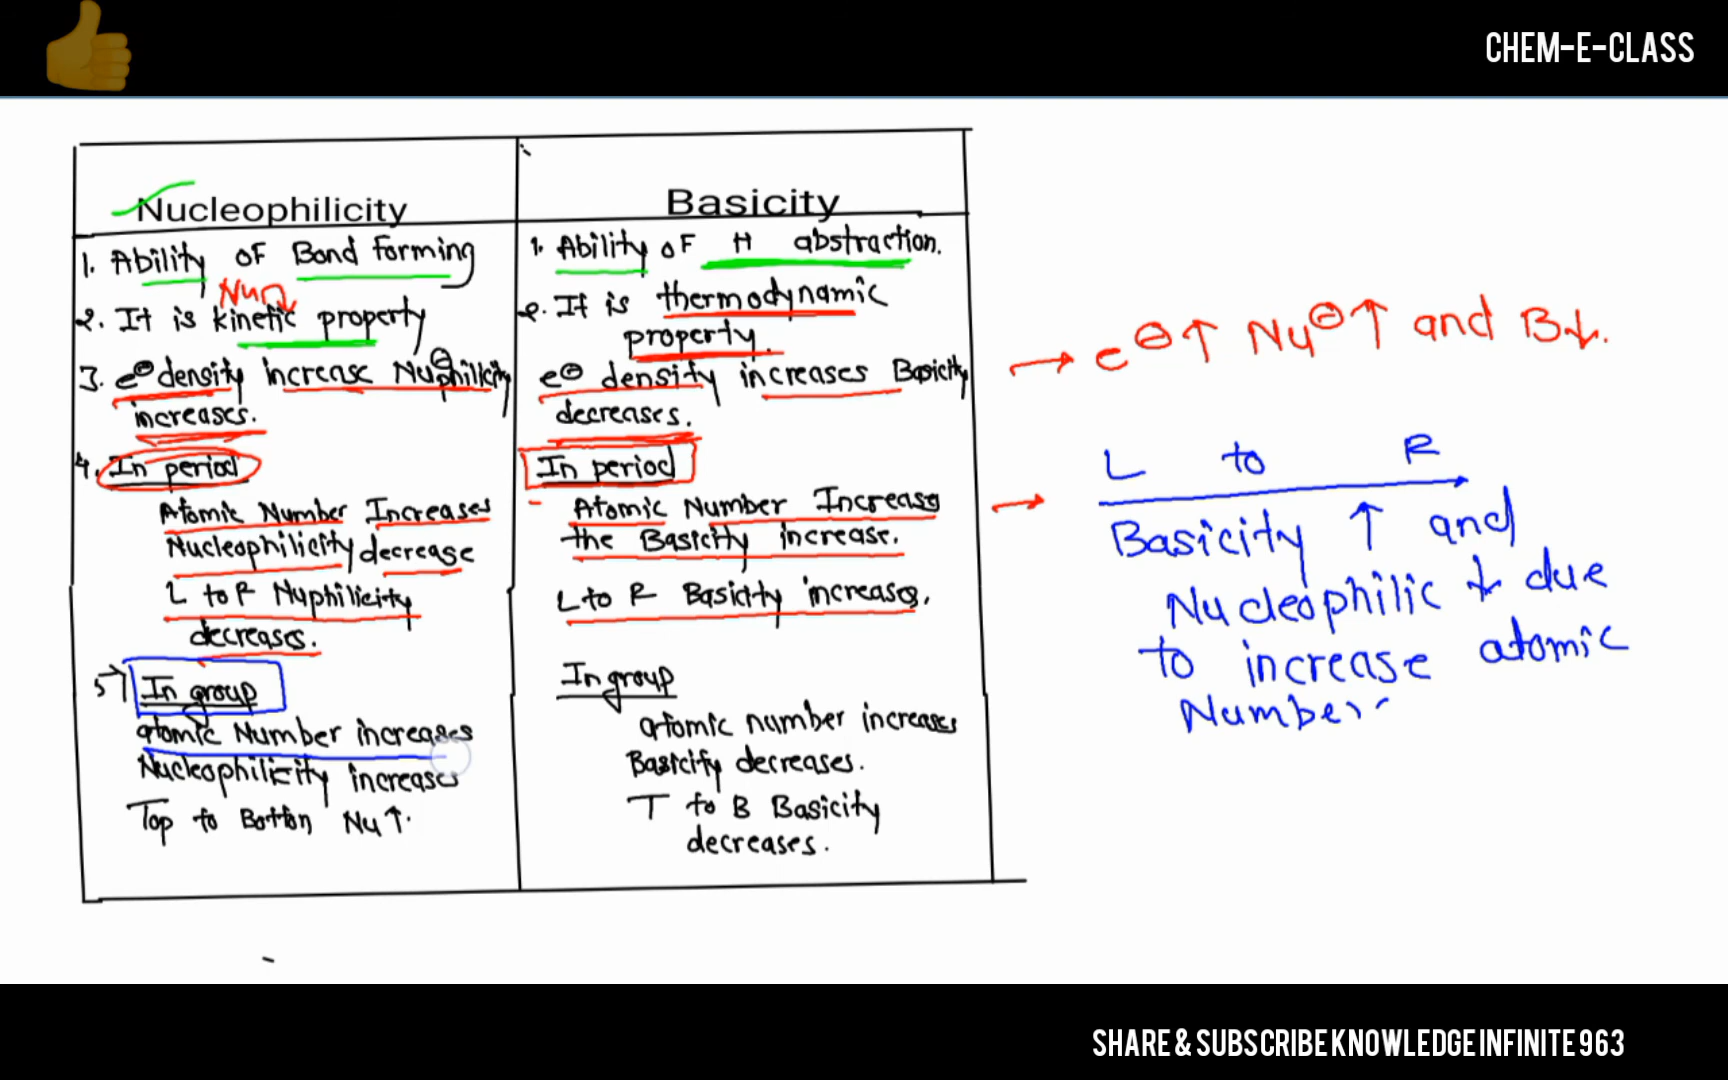 CHEM-E-CLASS
Nucleophilicity
1. Ability of Bond forming
Nu
2. It is kinetic property
3. e⊖ density increase Nu⊖philicity
increases.
4. In period
Atomic Number Increases
Nucleophilicity decrease
L to R Nuphilicity
decreases.
5 In group
atomic Number increases
Nucleophilicity increases
Top to Botton Nu↑.
Basicity
1. Ability of H abstraction.
2. It is thermodynamic
property.
e⊖ density increases Basicity
decreases.
In period
- Atomic Number Increase
the Basicity increase.
L to R Basicity increases.
In group
atomic number increases
Basicity decreases.
T to B Basicity
decreases.
→ e⊖↑ Nu⊖↑ and B↓.
→ L to R
Basicity ↑ and
Nucleophilic ↓ due
to increase atomic
Number
SHARE & SUBSCRIBE KNOWLEDGE INFINITE 963